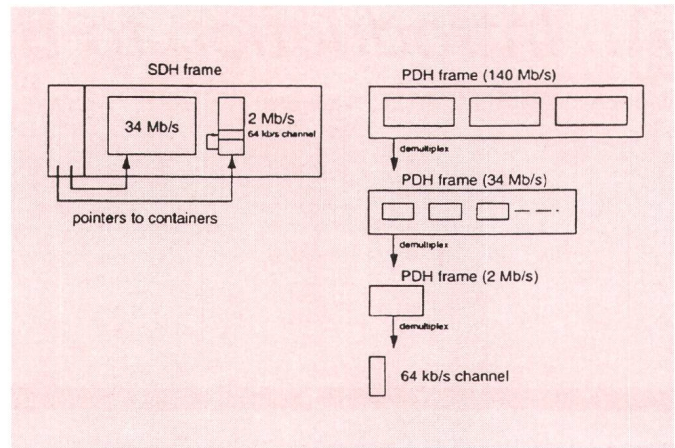 SDH frame
34 Mb/s
2 Mb/s
64 kb/s channel
pointers to containers
PDH frame (140 Mb/s)
demultiplex
PDH frame (34 Mb/s)
demultiplex
PDH frame (2 Mb/s)
demultiplex
64 kb/s channel